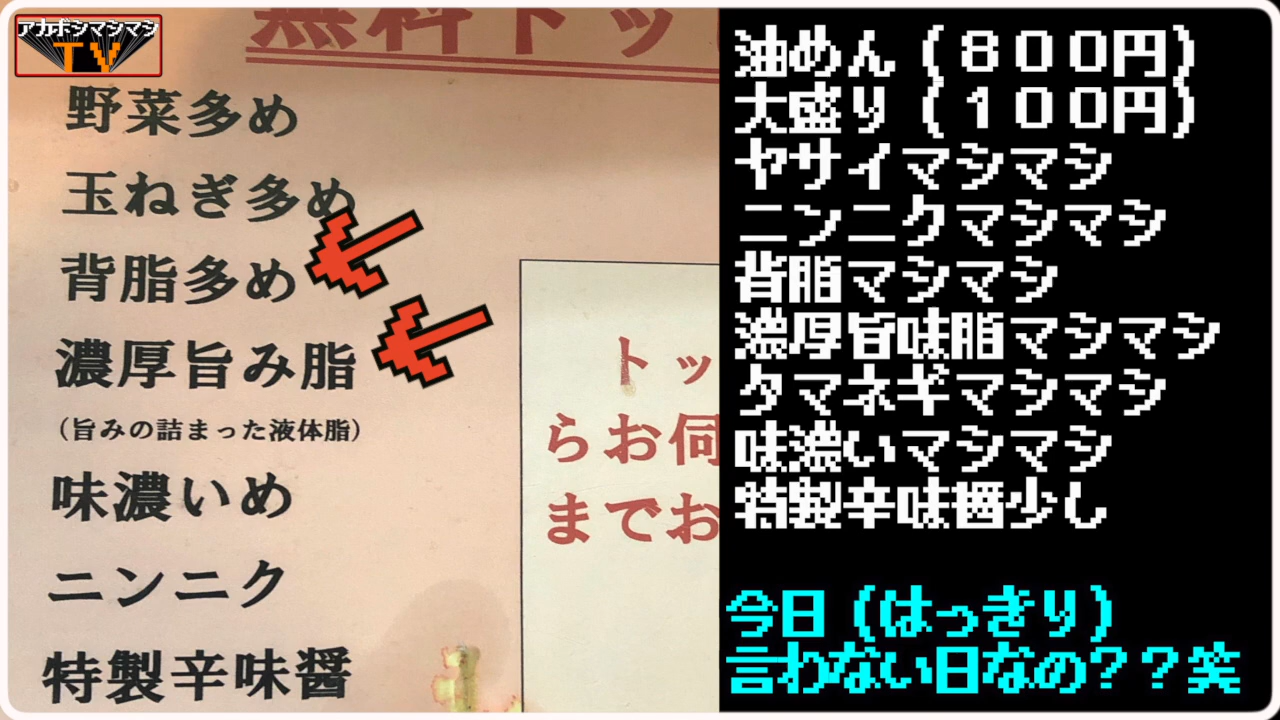 アカボシマシマシ
TV
無料トッ
野菜多め
玉ねぎ多め
背脂多め
濃厚旨み脂
（旨みの詰まった液体脂）
味濃いめ
ニンニク
特製辛味醤
トッ
らお伺
までお
油めん（８００円）
大盛り（１００円）
ヤサイマシマシ
ニンニクマシマシ
背脂マシマシ
濃厚旨味脂マシマシ
タマネギマシマシ
味濃いマシマシ
特製辛味醤少し
今日（はっきり）
言わない日なの？？笑